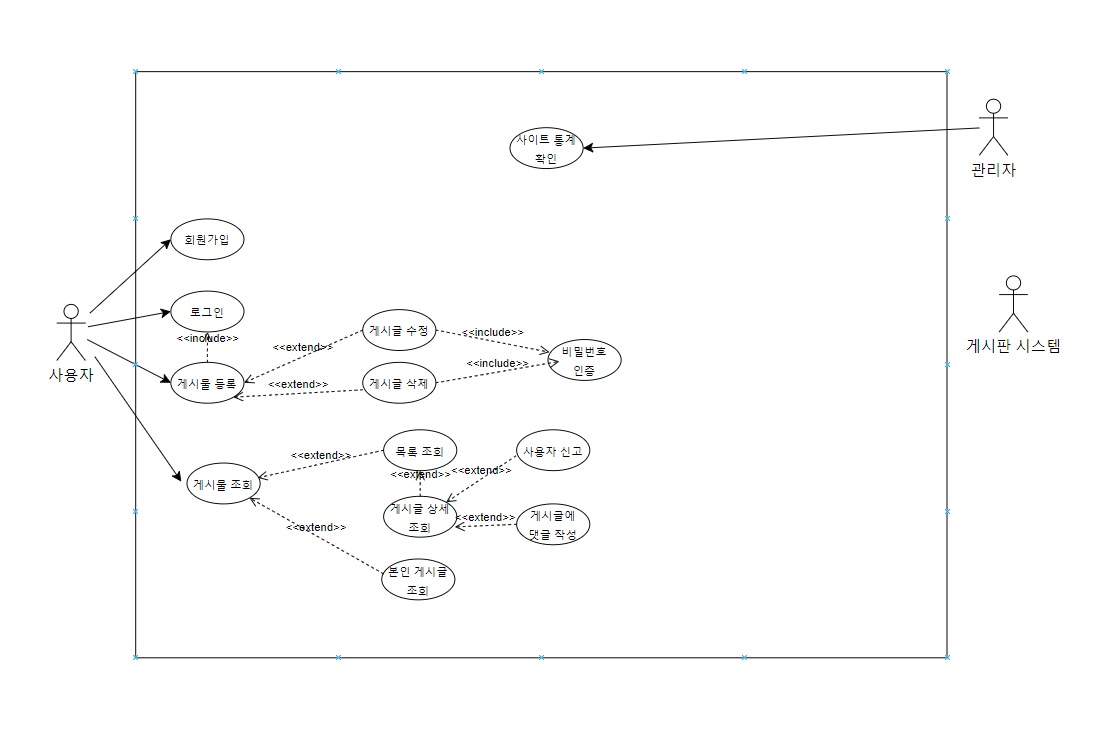 사이트 통계
확인
관리자
회원가입
로그인
<<include>>
게시물 등록
사용자
게시글 수정
<<extend>>
<<include>>
비밀번호
인증
게시글 삭제
<<extend>>
<<include>>
게시판 시스템
게시물 조회
<<extend>>
목록 조회
<<extend>>
사용자 신고
<<extend>>
게시글 상세
조회
<<extend>>
게시글에
댓글 작성
<<extend>>
본인 게시글
조회